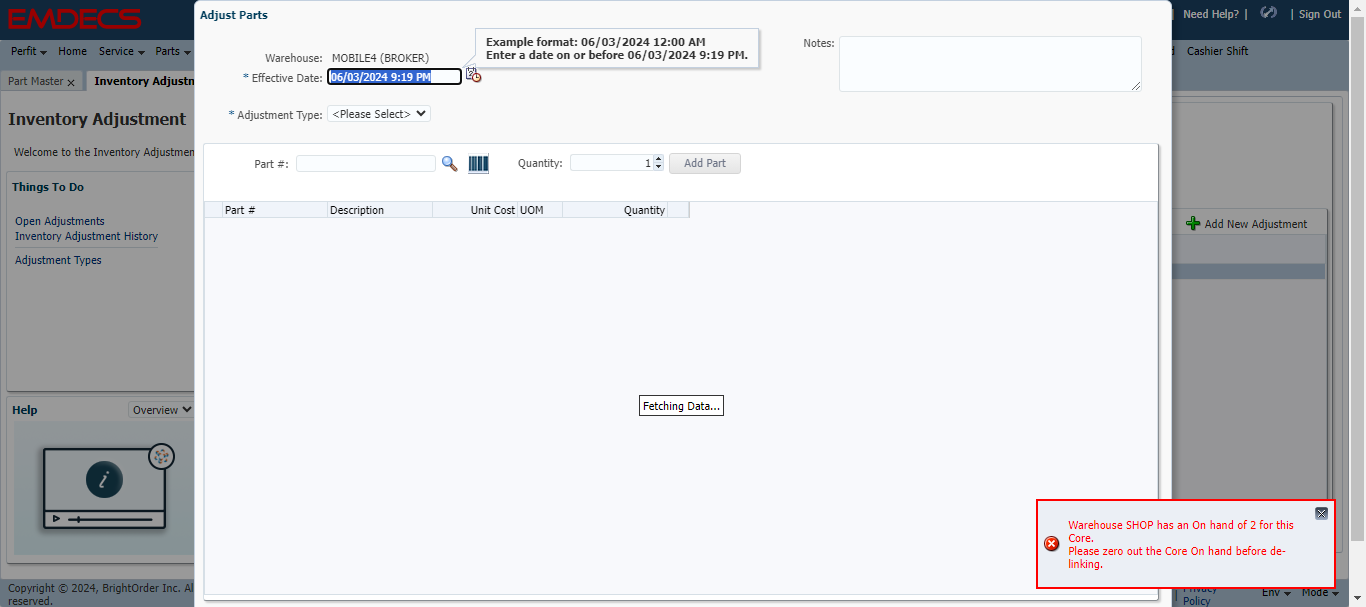 EMDECS
Need Help? | | Sign Out
Perfit Home Service Parts
Cashier Shift
Part Master
Inventory Adjustn
Inventory Adjustment
Welcome to the Inventory Adjustmen
Things To Do
Open Adjustments
Inventory Adjustment History
Adjustment Types
Help
Overview
Copyright © 2024, BrightOrder Inc. Al
reserved.
Adjust Parts
Warehouse: MOBILE4 (BROKER)
* Effective Date: 06/03/2024 9:19 PM
Example format: 06/03/2024 12:00 AM
Enter a date on or before 06/03/2024 9:19 PM.
Notes:
* Adjustment Type: <Please Select>
Part #:
Quantity: 1
Add Part
Part # Description Unit Cost UOM Quantity
Fetching Data...
Add New Adjustment
Warehouse SHOP has an On hand of 2 for this
Core.
Please zero out the Core On hand before de-
linking.
Privacy
Policy
Env
Mode